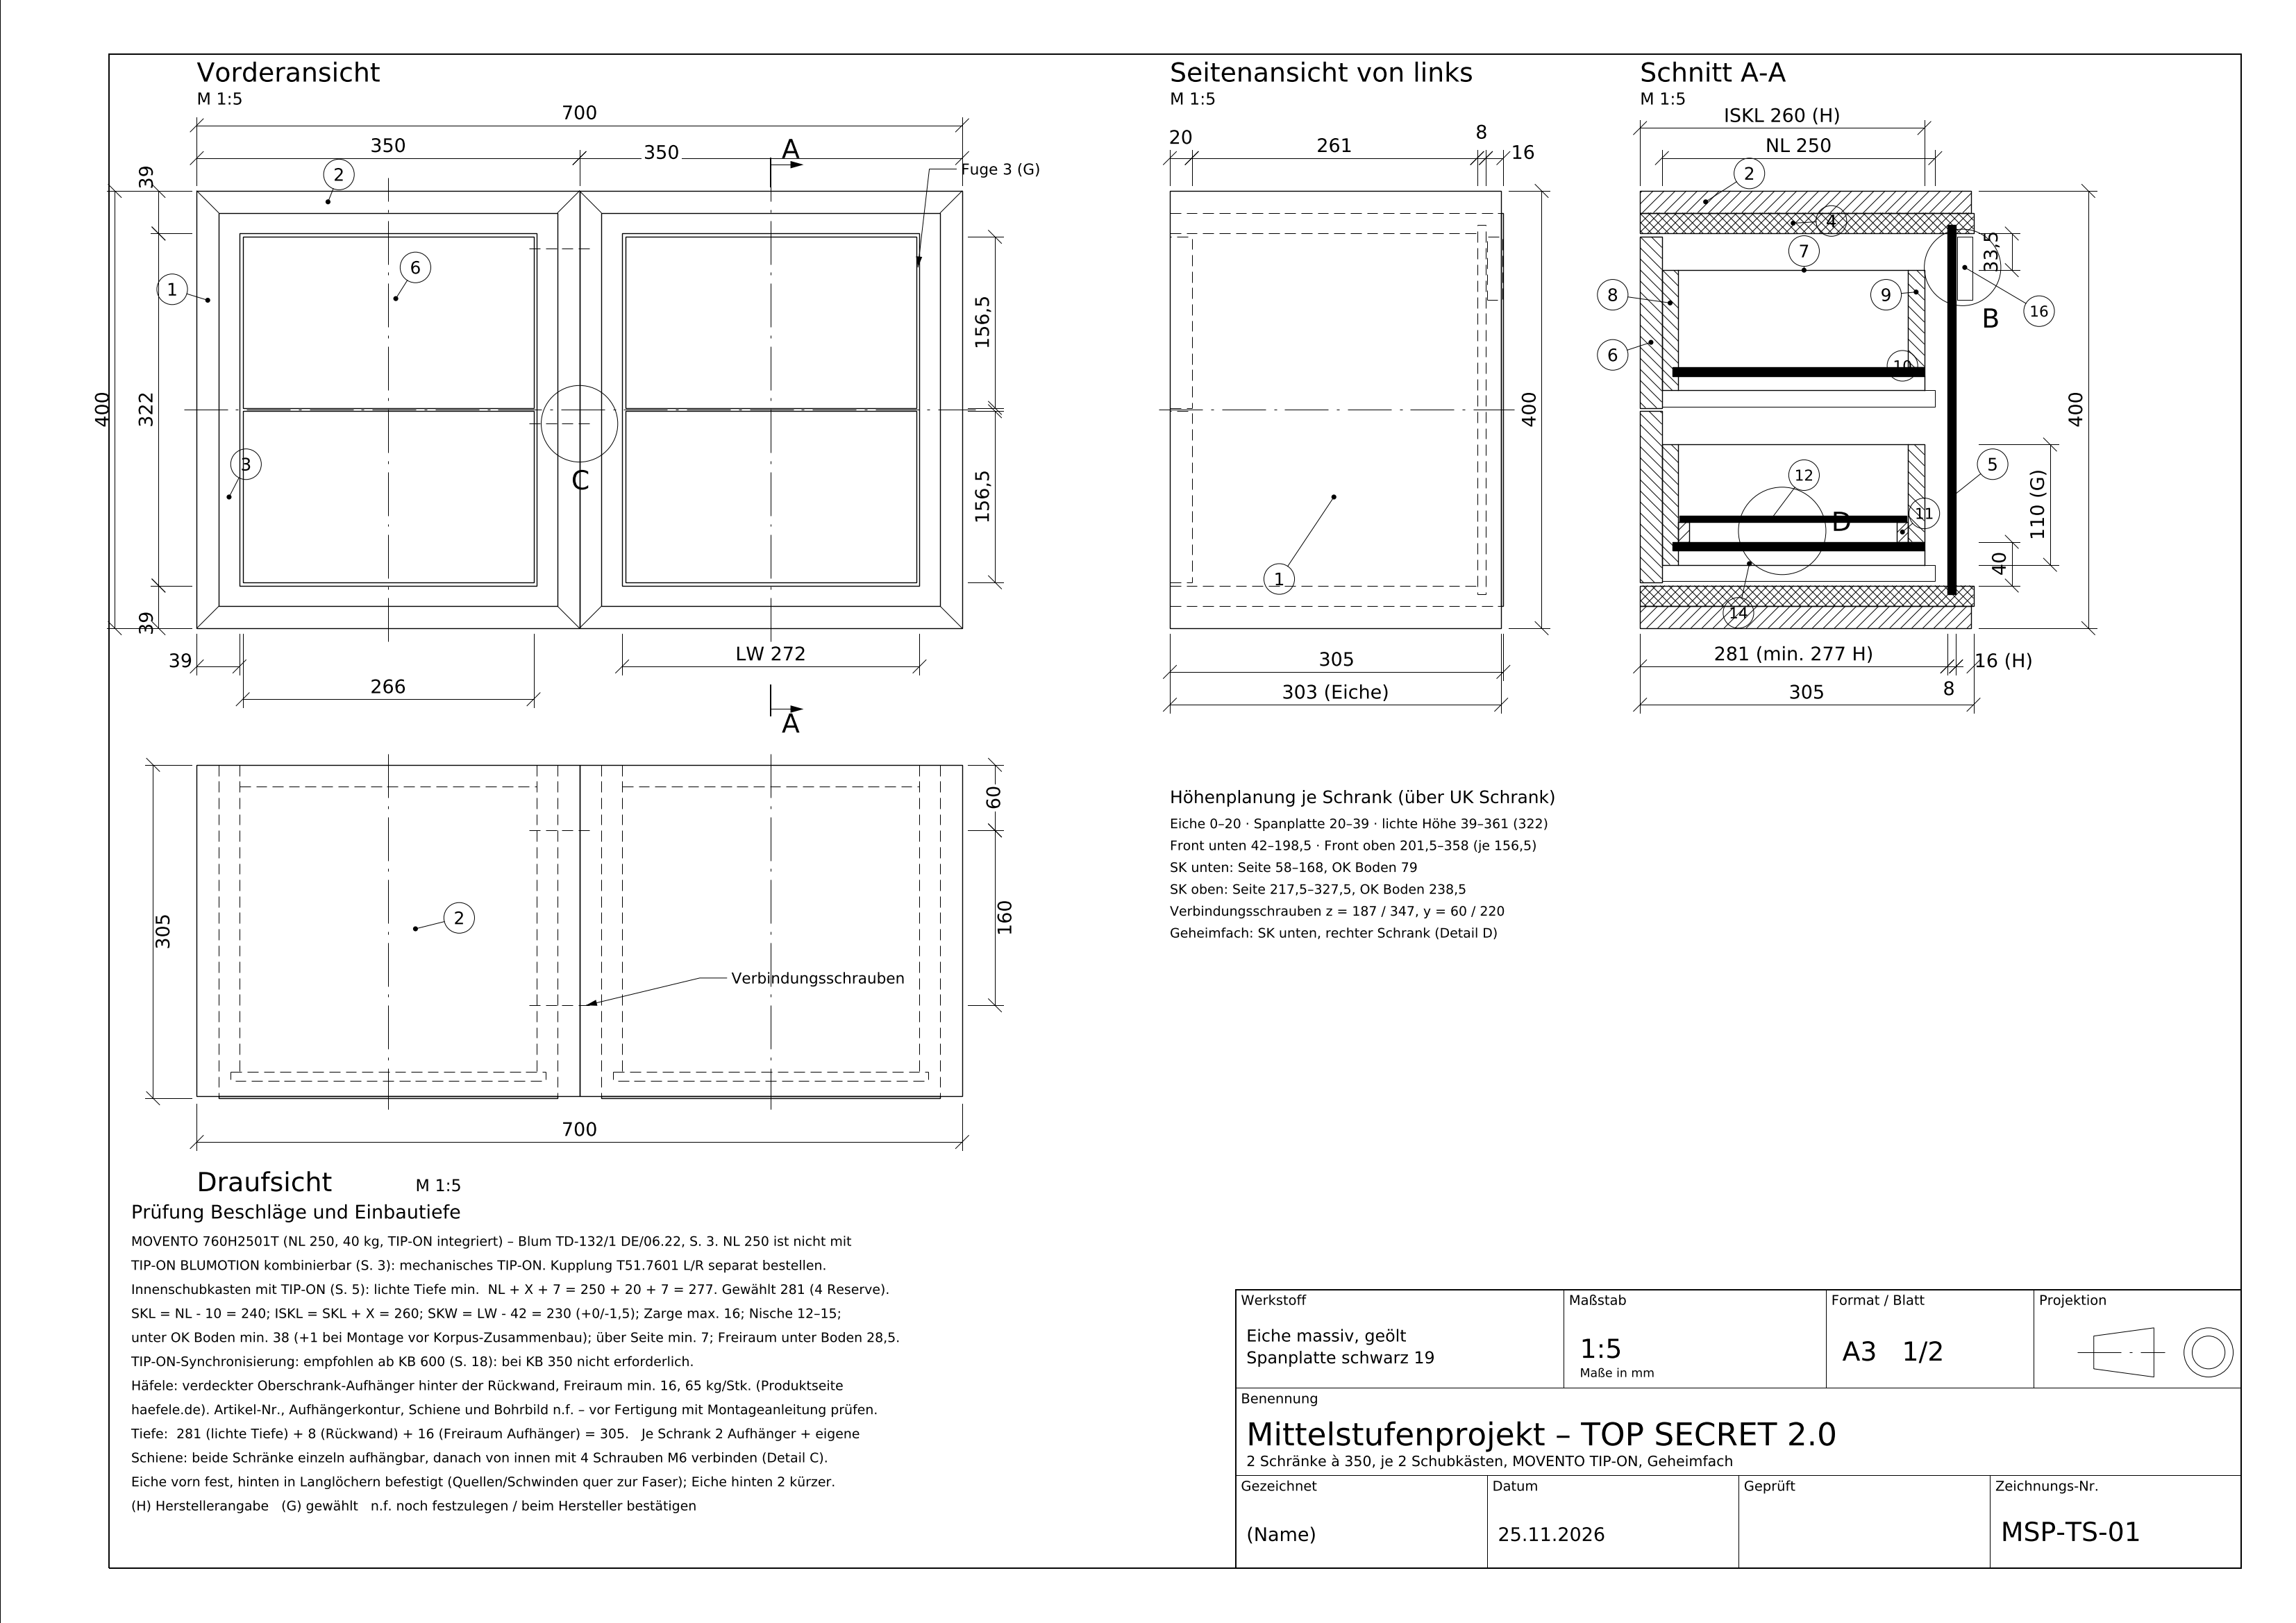 Vorderansicht
M 1:5
700
350
350
A
39
2
Fuge 3 (G)
6
1
156,5
400
322
3
C
156,5
39
39
LW 272
266
A
Seitenansicht von links
M 1:5
20
261
8
16
400
1
305
303 (Eiche)
Schnitt A-A
M 1:5
ISKL 260 (H)
NL 250
2
4
7
33,5
8
9
16
B
6
10
400
12
5
D
11
110 (G)
40
14
281 (min. 277 H)
16 (H)
8
305
60
305
2
160
Verbindungsschrauben
700
Draufsicht
M 1:5
Höhenplanung je Schrank (über UK Schrank)
Eiche 0–20 · Spanplatte 20–39 · lichte Höhe 39–361 (322)
Front unten 42–198,5 · Front oben 201,5–358 (je 156,5)
SK unten: Seite 58–168, OK Boden 79
SK oben: Seite 217,5–327,5, OK Boden 238,5
Verbindungsschrauben z = 187 / 347, y = 60 / 220
Geheimfach: SK unten, rechter Schrank (Detail D)
Prüfung Beschläge und Einbautiefe
MOVENTO 760H2501T (NL 250, 40 kg, TIP-ON integriert) – Blum TD-132/1 DE/06.22, S. 3. NL 250 ist nicht mit
TIP-ON BLUMOTION kombinierbar (S. 3): mechanisches TIP-ON. Kupplung T51.7601 L/R separat bestellen.
Innenschubkasten mit TIP-ON (S. 5): lichte Tiefe min. NL + X + 7 = 250 + 20 + 7 = 277. Gewählt 281 (4 Reserve).
SKL = NL - 10 = 240; ISKL = SKL + X = 260; SKW = LW - 42 = 230 (+0/-1,5); Zarge max. 16; Nische 12–15;
unter OK Boden min. 38 (+1 bei Montage vor Korpus-Zusammenbau); über Seite min. 7; Freiraum unter Boden 28,5.
TIP-ON-Synchronisierung: empfohlen ab KB 600 (S. 18): bei KB 350 nicht erforderlich.
Häfele: verdeckter Oberschrank-Aufhänger hinter der Rückwand, Freiraum min. 16, 65 kg/Stk. (Produktseite
haefele.de). Artikel-Nr., Aufhängerkontur, Schiene und Bohrbild n.f. – vor Fertigung mit Montageanleitung prüfen.
Tiefe: 281 (lichte Tiefe) + 8 (Rückwand) + 16 (Freiraum Aufhänger) = 305. Je Schrank 2 Aufhänger + eigene
Schiene: beide Schränke einzeln aufhängbar, danach von innen mit 4 Schrauben M6 verbinden (Detail C).
Eiche vorn fest, hinten in Langlöchern befestigt (Quellen/Schwinden quer zur Faser); Eiche hinten 2 kürzer.
(H) Herstellerangabe (G) gewählt n.f. noch festzulegen / beim Hersteller bestätigen
Werkstoff
Eiche massiv, geölt
Spanplatte schwarz 19
Maßstab
1:5
Maße in mm
Format / Blatt
A3 1/2
Projektion
Benennung
Mittelstufenprojekt – TOP SECRET 2.0
2 Schränke à 350, je 2 Schubkästen, MOVENTO TIP-ON, Geheimfach
Gezeichnet
(Name)
Datum
25.11.2026
Geprüft
Zeichnungs-Nr.
MSP-TS-01